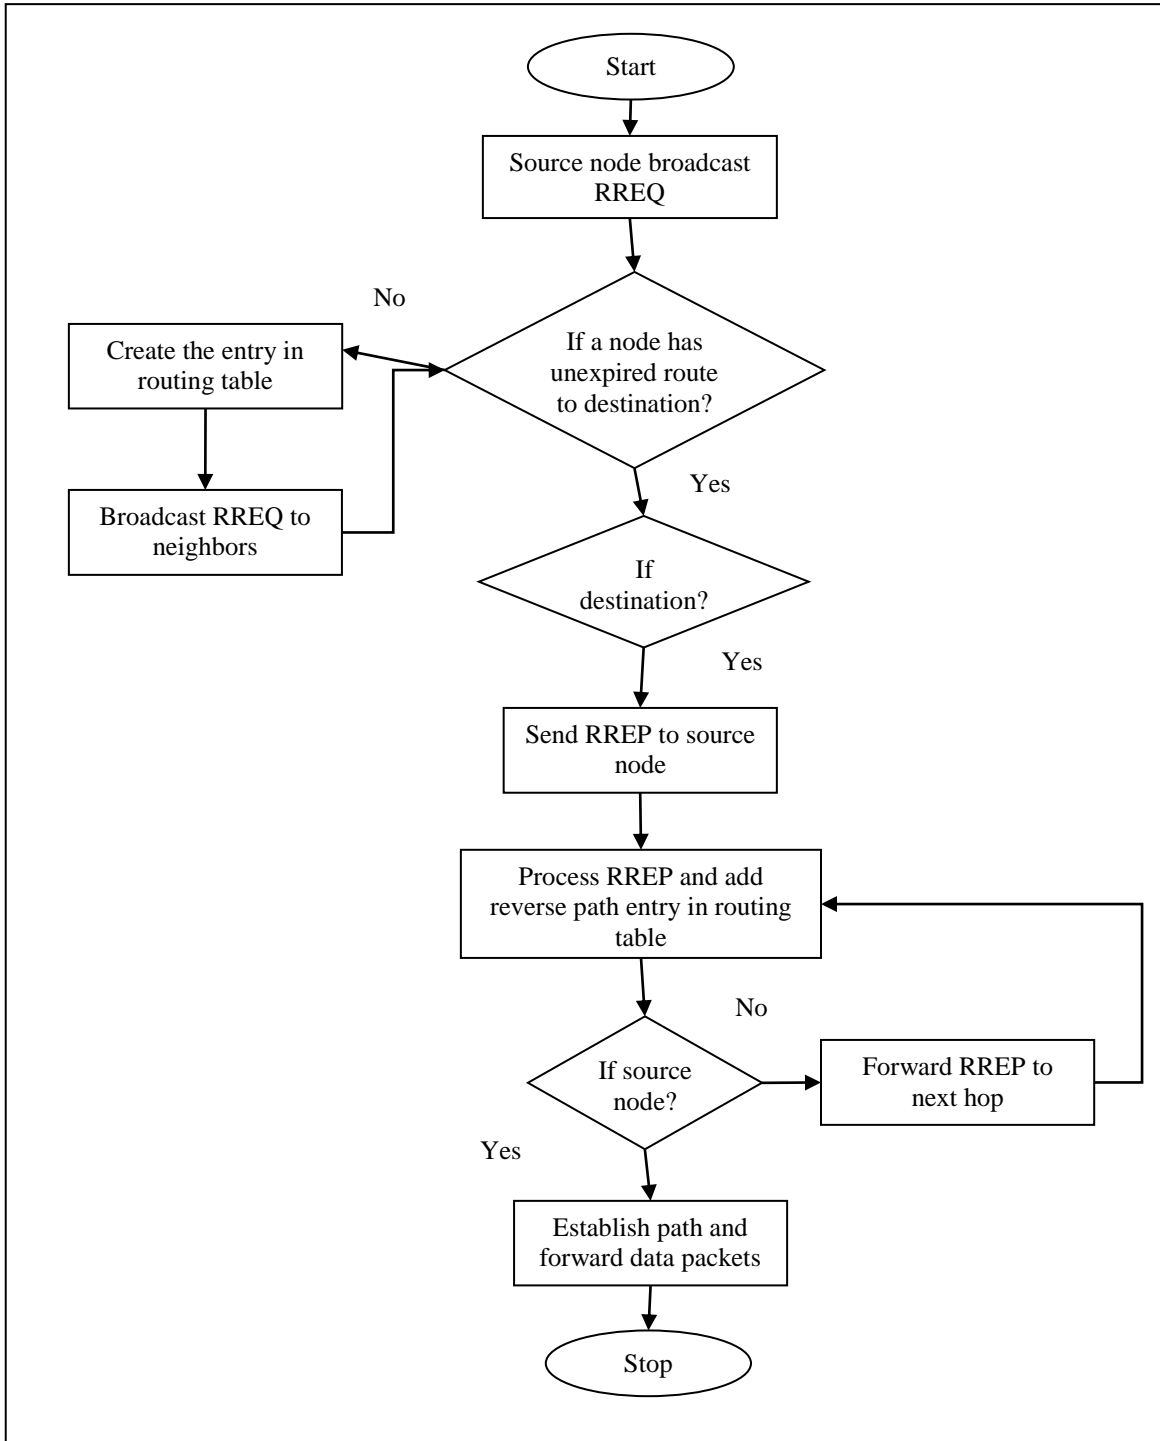 Start
Source node broadcast
RREQ
No
If a node has
unexpired route
to destination?
Create the entry in
routing table
Yes
Broadcast RREQ to
neighbors
If
destination?
Yes
Send RREP to source
node
Process RREP and add
reverse path entry in routing
table
No
If source
node?
Forward RREP to
next hop
Yes
Establish path and
forward data packets
Stop